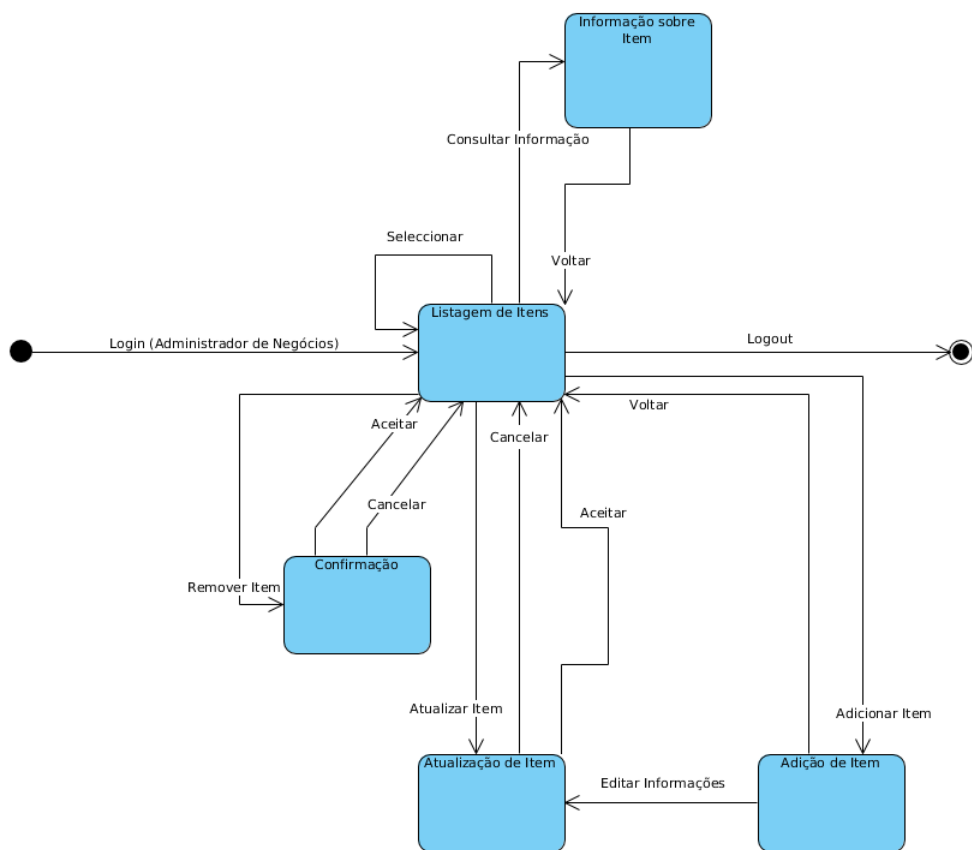 Informação sobre
Item
Consultar Informação
Seleccionar
Voltar
Listagem de Itens
Login (Administrador de Negócios)
Logout
Aceitar
Voltar
Cancelar
Cancelar
Aceitar
Confirmação
Remover Item
Atualizar Item
Adicionar Item
Atualização de Item
Adição de Item
Editar Informações